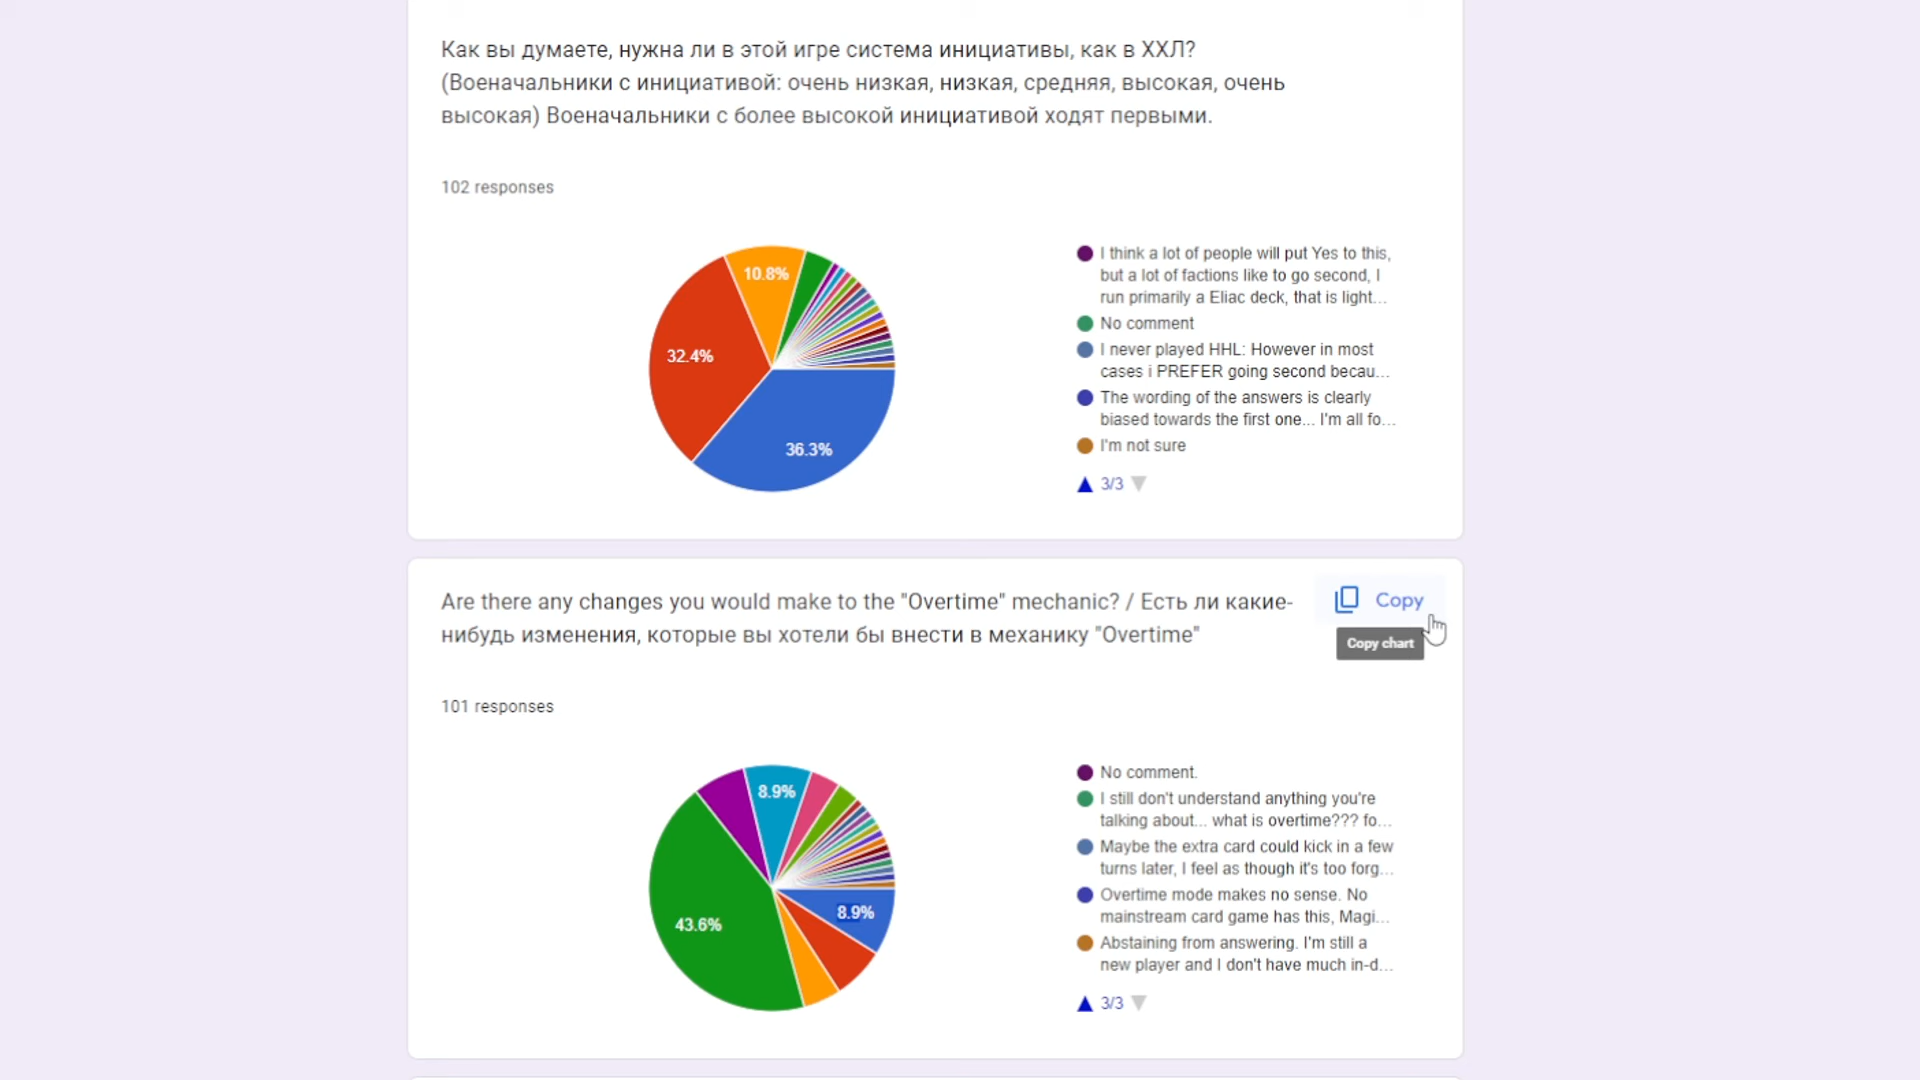 Как вы думаете, нужна ли в этой игре система инициативы, как в ХХЛ?
(Военачальники с инициативой: очень низкая, низкая, средняя, высокая, очень
высокая) Военачальники с более высокой инициативой ходят первыми.
102 responses
10.8%
32.4%
36.3%
I think a lot of people will put Yes to this,
but a lot of factions like to go second, I
run primarily a Eliac deck, that is light...
No comment
I never played HHL: However in most
cases i PREFER going second becau...
The wording of the answers is clearly
biased towards the first one... I'm all fo...
I'm not sure
3/3
Are there any changes you would make to the "Overtime" mechanic? / Есть ли какие-
нибудь изменения, которые вы хотели бы внести в механику "Overtime"
Copy
Copy chart
101 responses
8.9%
43.6%
8.9%
No comment.
I still don't understand anything you're
talking about... what is overtime??? fo...
Maybe the extra card could kick in a few
turns later, I feel as though it's too forg...
Overtime mode makes no sense. No
mainstream card game has this, Magi...
Abstaining from answering. I'm still a
new player and I don't have much in-d...
3/3